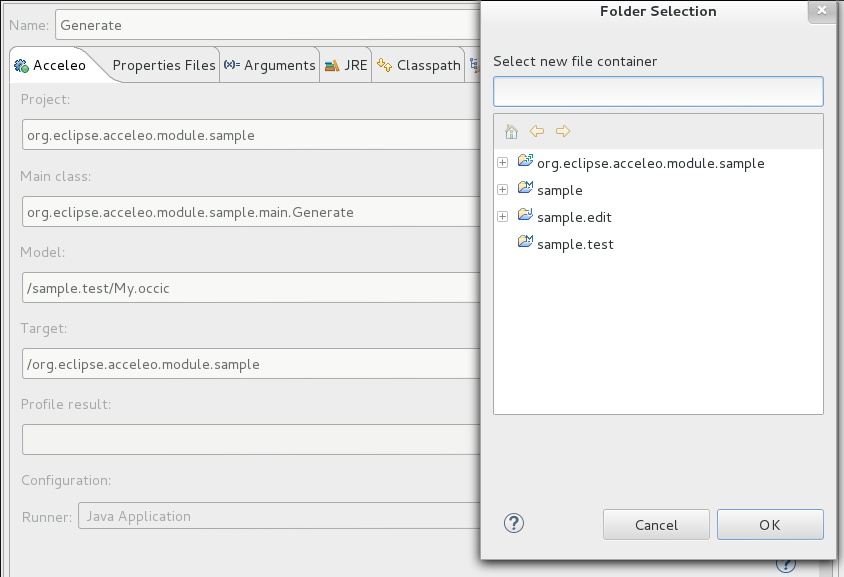 Name: Generate
Acceleo Properties Files (x)= Arguments JRE Classpath
Project:
org.eclipse.acceleo.module.sample
Main class:
org.eclipse.acceleo.module.sample.main.Generate
Model:
/sample.test/My.occic
Target:
/org.eclipse.acceleo.module.sample
Profile result:
Configuration:
Runner: Java Application
Folder Selection
Select new file container
org.eclipse.acceleo.module.sample
sample
sample.edit
sample.test
Cancel OK